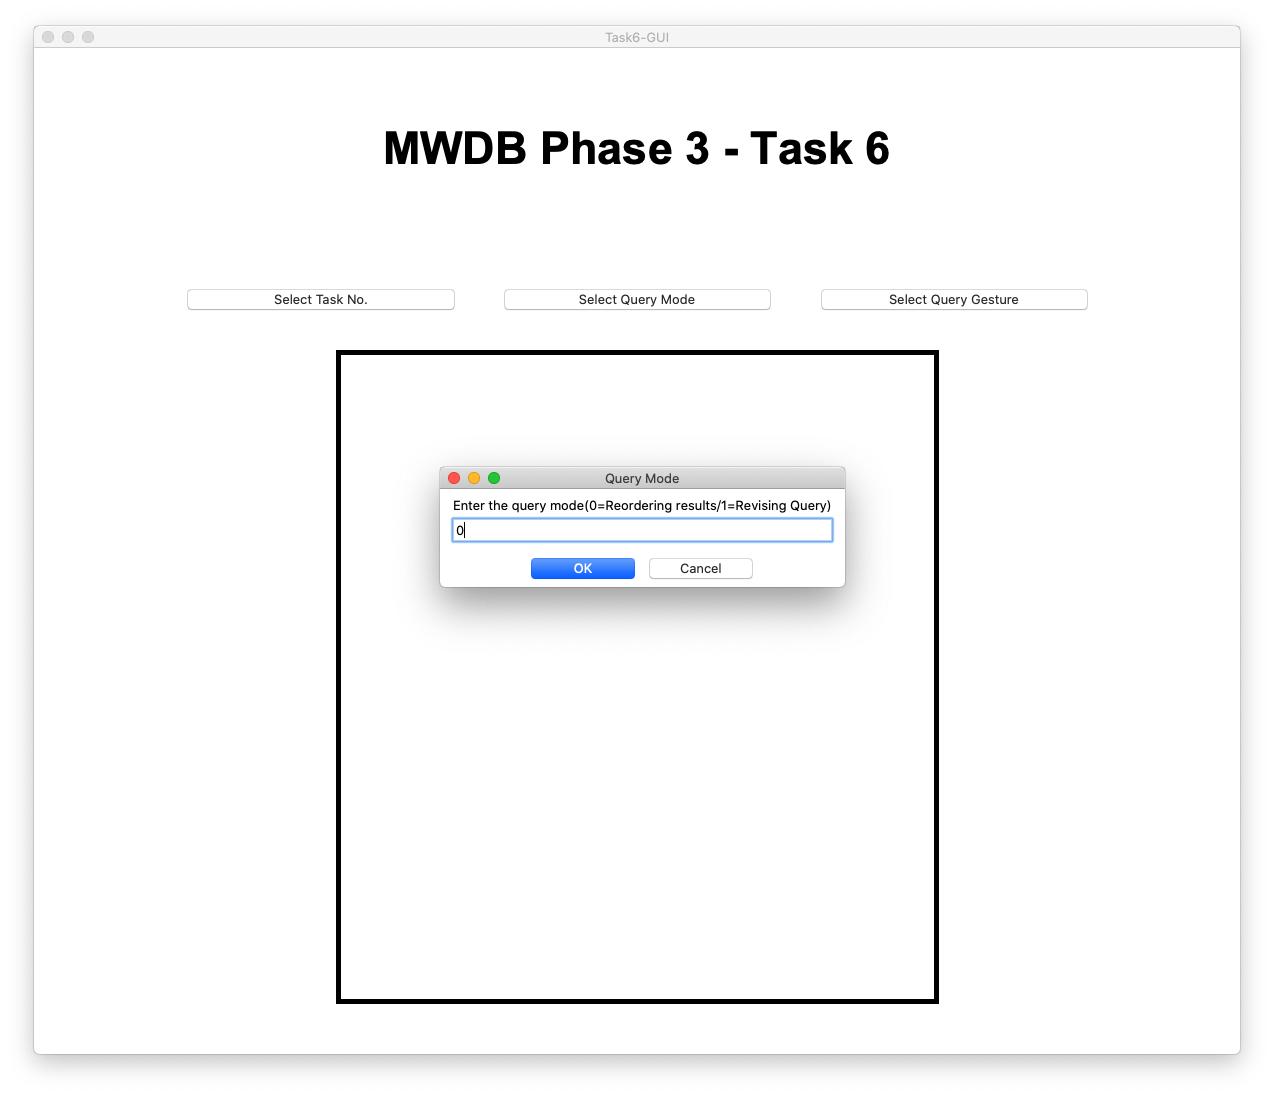 Task6-GUI
MWDB Phase 3 - Task 6
Select Task No.
Select Query Mode
Select Query Gesture
Query Mode
Enter the query mode(0=Reordering results/1=Revising Query)
0
OK
Cancel